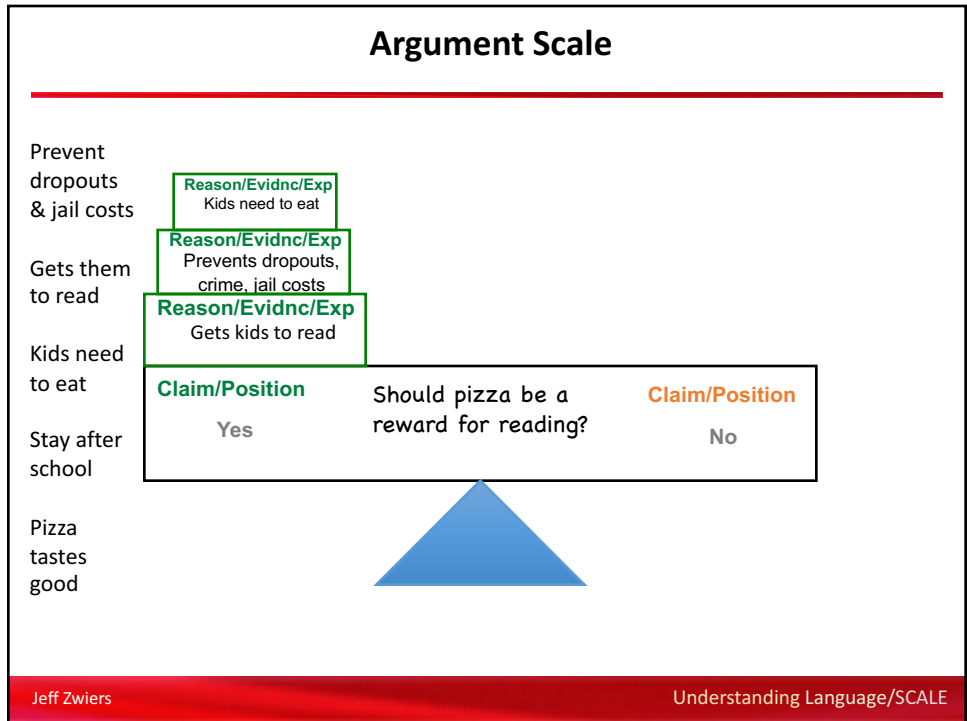 Argument Scale
Prevent
dropouts
& jail costs
Gets them
to read
Kids need
to eat
Stay after
school
Pizza
tastes
good
Reason/Evidnc/Exp
Kids need to eat
Reason/Evidnc/Exp
Prevents dropouts,
crime, jail costs
Reason/Evidnc/Exp
Gets kids to read
Claim/Position
Yes
Should pizza be a
reward for reading?
Claim/Position
No
Jeff Zwiers
Understanding Language/SCALE